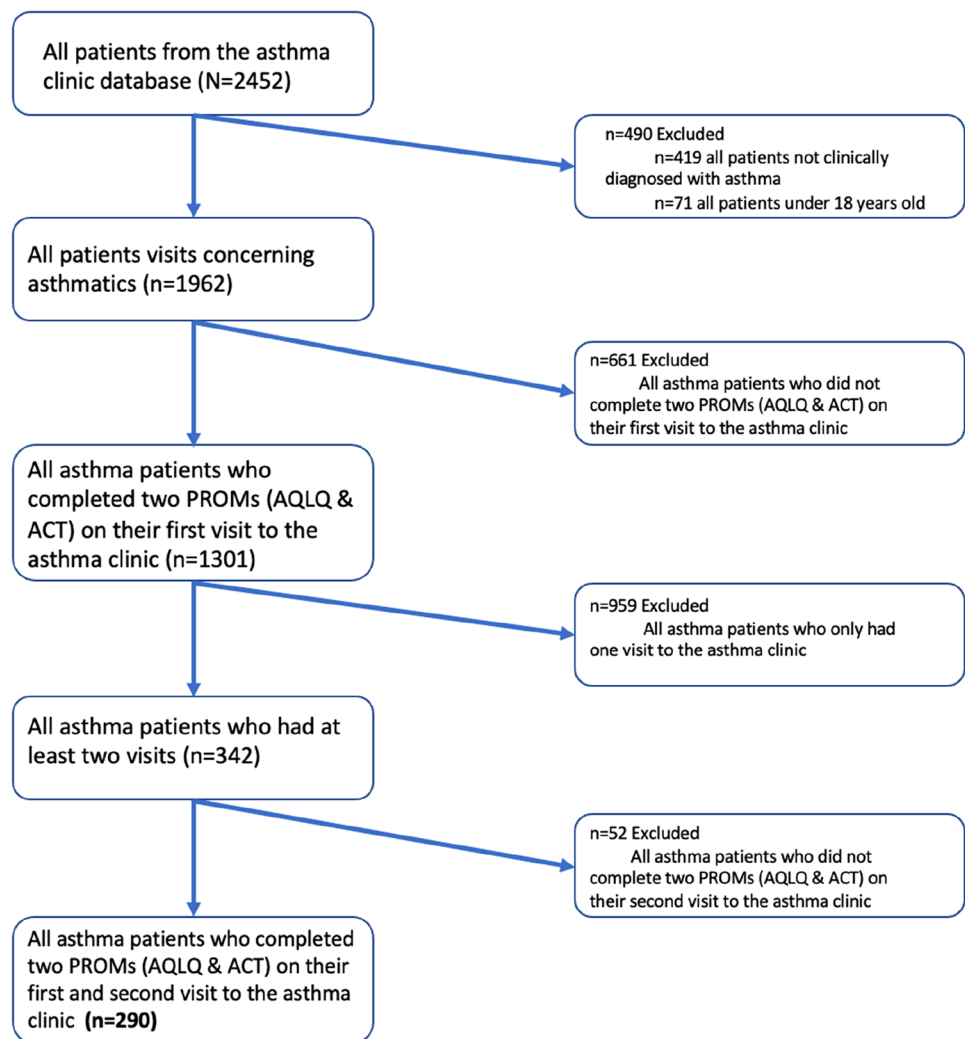 All patients from the asthma
clinic database (N=2452)
n=490 Excluded
n=419 all patients not clinically
diagnosed with asthma
n=71 all patients under 18 years old
All patients visits concerning
asthmatics (n=1962)
n=661 Excluded
All asthma patients who did not
complete two PROMs (AQLQ & ACT) on
their first visit to the asthma clinic
All asthma patients who
completed two PROMs (AQLQ &
ACT) on their first visit to the
asthma clinic (n=1301)
n=959 Excluded
All asthma patients who only had
one visit to the asthma clinic
All asthma patients who had at
least two visits (n=342)
n=52 Excluded
All asthma patients who did not
complete two PROMs (AQLQ & ACT) on
their second visit to the asthma clinic
All asthma patients who completed
two PROMs (AQLQ & ACT) on their
first and second visit to the asthma
clinic (n=290)